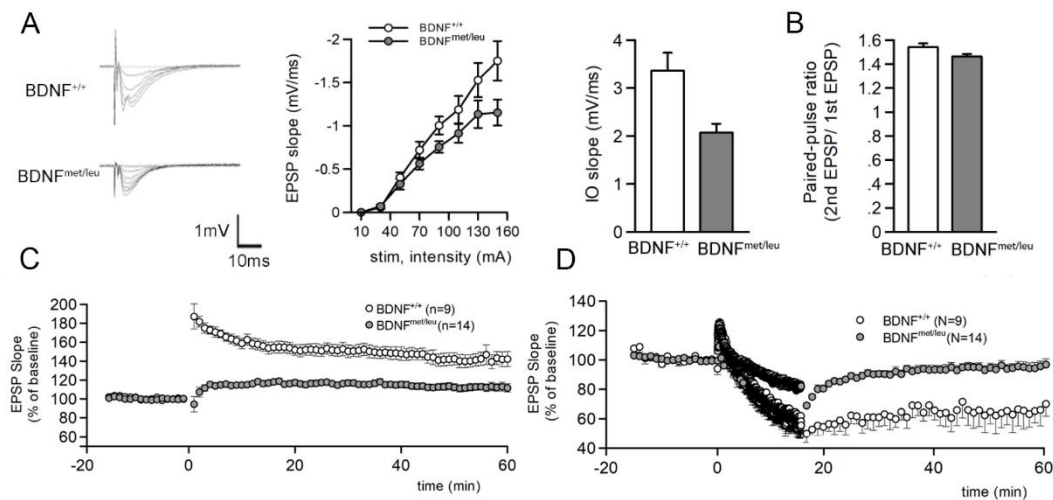 A
BDNF+/+
BDNFmet/leu
1mV
10ms
EPSP slope (mV/ms)
-2
-1.5
-1
-0.5
0
10 40 70 100 130 160
stim, intensity (mA)
BDNF+/+
BDNFmet/leu
IO slope (mV/ms)
4
3
2
1
0
BDNF+/+ BDNFmet/leu
B
Paired-pulse ratio
(2nd EPSP/ 1st EPSP)
1.6
1.4
1.2
1
.8
.6
.4
.2
0
BDNF+/+ BDNFmet/leu
C
EPSP Slope
(% of baseline)
200
180
160
140
120
100
80
60
-20 0 20 40 60
time (min)
BDNF+/+ (n=9)
BDNFmet/leu (n=14)
D
EPSP Slope
(% of baseline)
140
120
100
80
60
40
-20 0 20 40 60
time (min)
BDNF+/+ (N=9)
BDNFmet/leu (N=14)